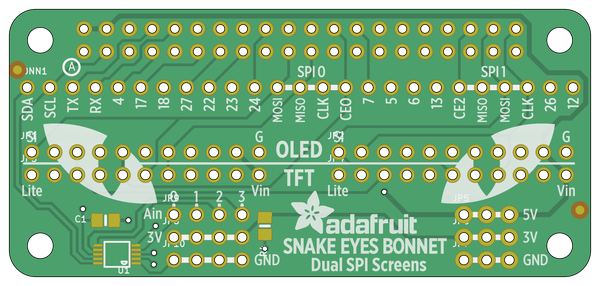 A
JNN1
SPI0
SPI1
SDA SCL TX RX 4 17 18 27 22 23 24 MOSI MISO CLK CE0 7 5 6 13 CE2 MISO MOSI CLK 26 12
G
G
OLED
TFT
Lite
Vin
Lite
Vin
0 1 2 3
Ain
3V
GND
C1
U1
adafruit
SNAKE EYES BONNET
Dual SPI Screens
JP5
5V
3V
GND